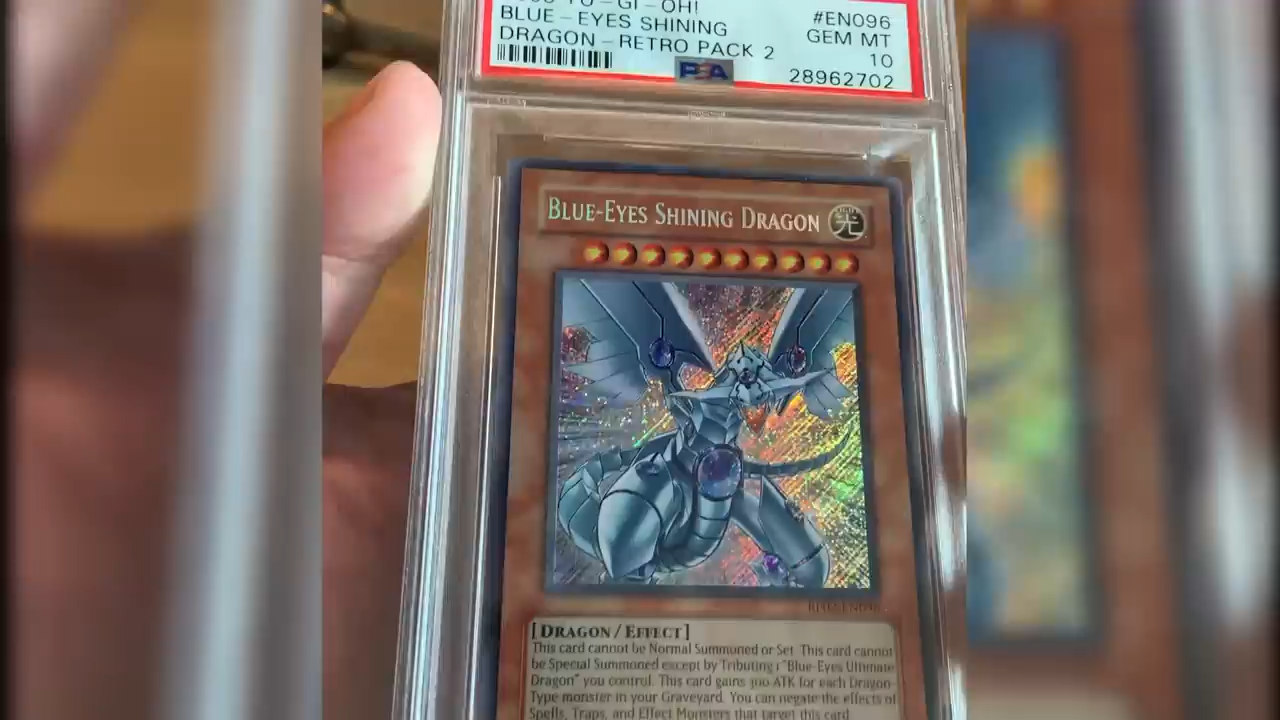 YU-GI-OH!
#EN096
BLUE-EYES SHINING
GEM MT
DRAGON-RETRO PACK 2
10
PSA
28962702
BLUE-EYES SHINING DRAGON
光
[DRAGON/EFFECT]
This card cannot be Normal Summoned or Set. This card cannot
be Special Summoned except by Tributing 1 "Blue-Eyes Ultimate
Dragon" you control. This card gains 300 ATK for each Dragon-
Type monster in your Graveyard. You can negate the effects of
Spells, Traps, and Effect Monsters that target this card